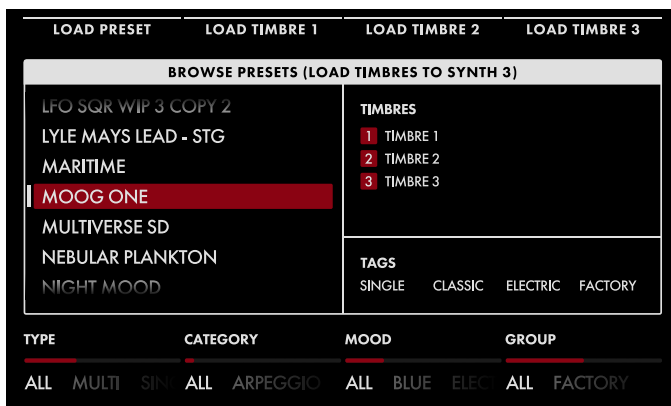 LOAD PRESET LOAD TIMBRE 1 LOAD TIMBRE 2 LOAD TIMBRE 3
BROWSE PRESETS (LOAD TIMBRES TO SYNTH 3)
LFO SQR WIP 3 COPY 2
LYLE MAYS LEAD - STG
MARITIME
MOOG ONE
MULTIVERSE SD
NEBULAR PLANKTON
NIGHT MOOD
TIMBRES
1 TIMBRE 1
2 TIMBRE 2
3 TIMBRE 3
TAGS
SINGLE CLASSIC ELECTRIC FACTORY
TYPE CATEGORY MOOD GROUP
ALL MULTI SIN ALL ARPEGGIO ALL BLUE ELECT ALL FACTORY